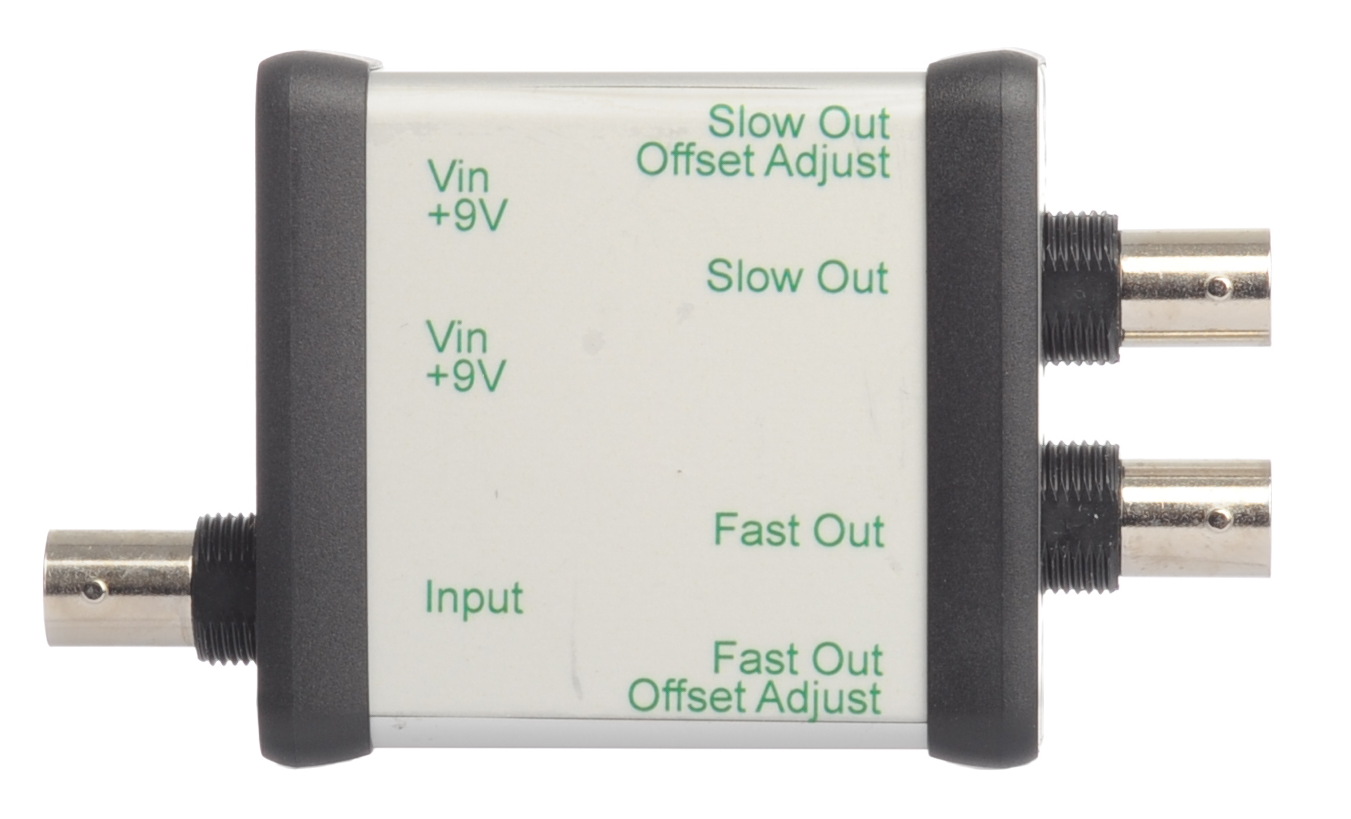 Vin
+9V
Vin
+9V
Input
Slow Out
Offset Adjust
Slow Out
Fast Out
Fast Out
Offset Adjust